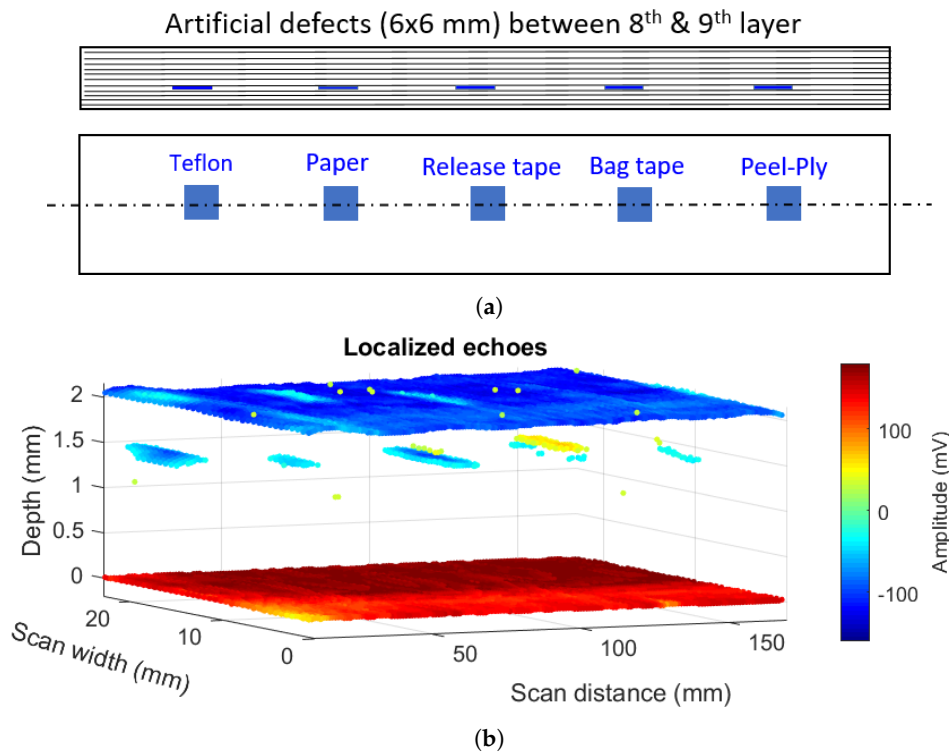 Artificial defects (6x6 mm) between 8th & 9th layer
Teflon
Paper
Release tape
Bag tape
Peel-Ply
(a)
Localized echoes
2
1.5
1
0.5
0
Depth (mm)
20
10
0
Scan width (mm)
50
100
150
Scan distance (mm)
100
0
-100
Amplitude (mV)
(b)